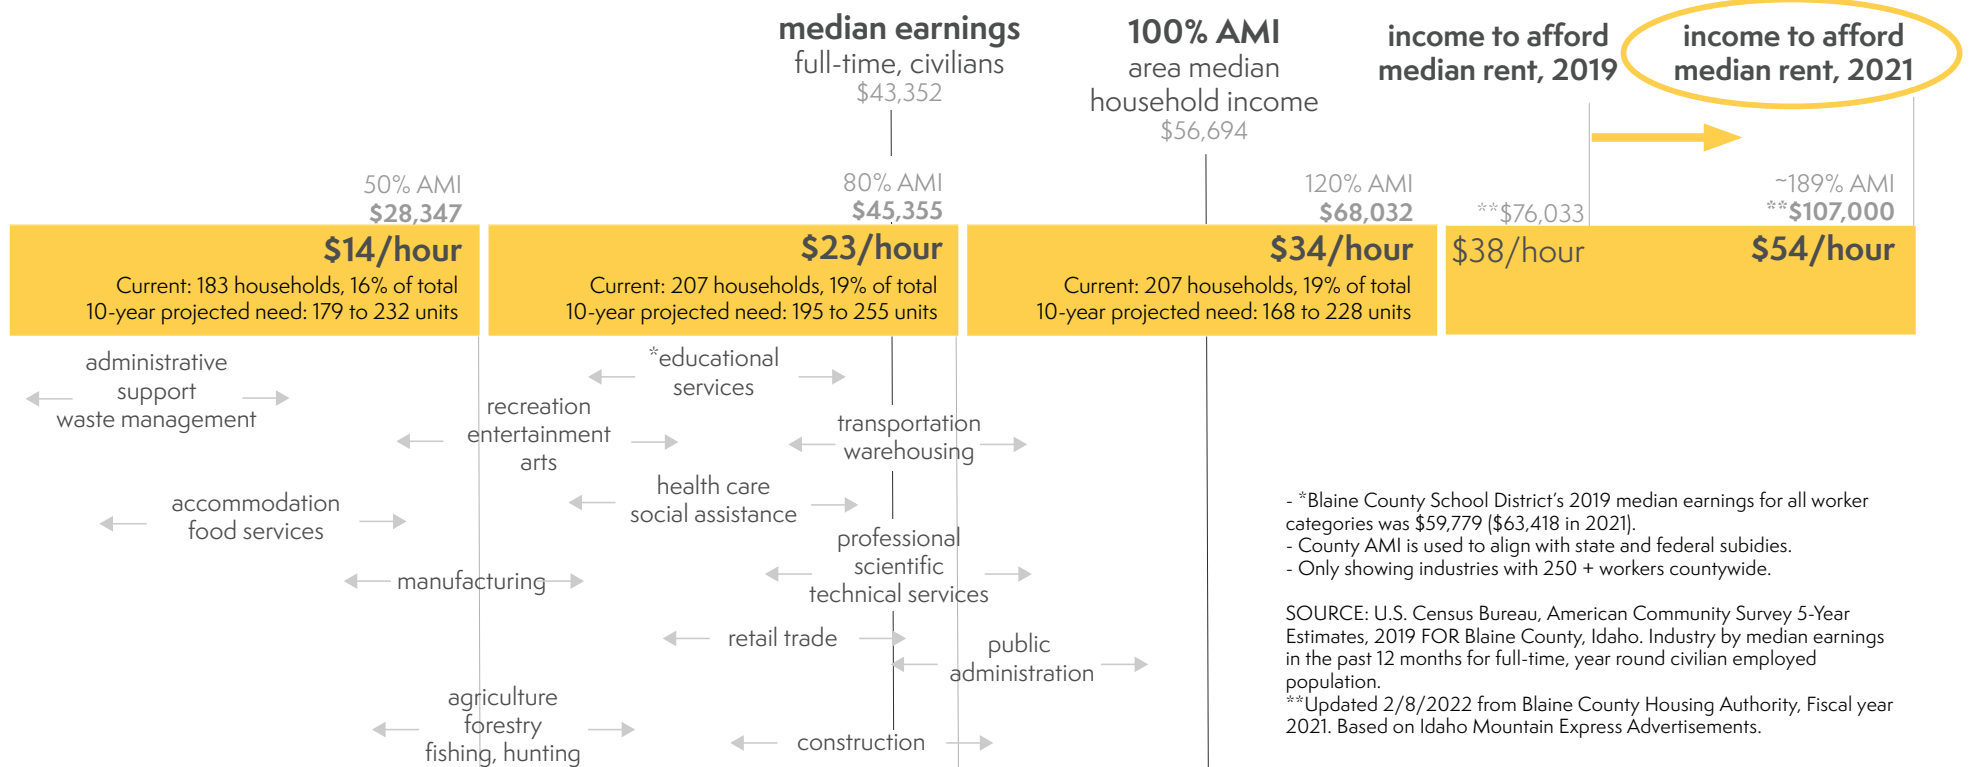 median earnings
full-time, civilians
$43,352
100% AMI
area median
household income
$56,694
income to afford
median rent, 2019
income to afford
median rent, 2021
50% AMI
$28,347
80% AMI
$45,355
120% AMI
$68,032
**$76,033
~189% AMI
**$107,000
$14/hour
Current: 183 households, 16% of total
10-year projected need: 179 to 232 units
$23/hour
Current: 207 households, 19% of total
10-year projected need: 195 to 255 units
$34/hour
Current: 207 households, 19% of total
10-year projected need: 168 to 228 units
$38/hour
$54/hour
administrative
support
waste management
*educational
services
recreation
entertainment
arts
transportation
warehousing
health care
social assistance
accommodation
food services
professional
scientific
technical services
manufacturing
retail trade
public
administration
agriculture
forestry
fishing, hunting
construction
- *Blaine County School District's 2019 median earnings for all worker
categories was $59,779 ($63,418 in 2021).
- County AMI is used to align with state and federal subidies.
- Only showing industries with 250 + workers countywide.
SOURCE: U.S. Census Bureau, American Community Survey 5-Year
Estimates, 2019 FOR Blaine County, Idaho. Industry by median earnings
in the past 12 months for full-time, year round civilian employed
population.
**Updated 2/8/2022 from Blaine County Housing Authority, Fiscal year
2021. Based on Idaho Mountain Express Advertisements.